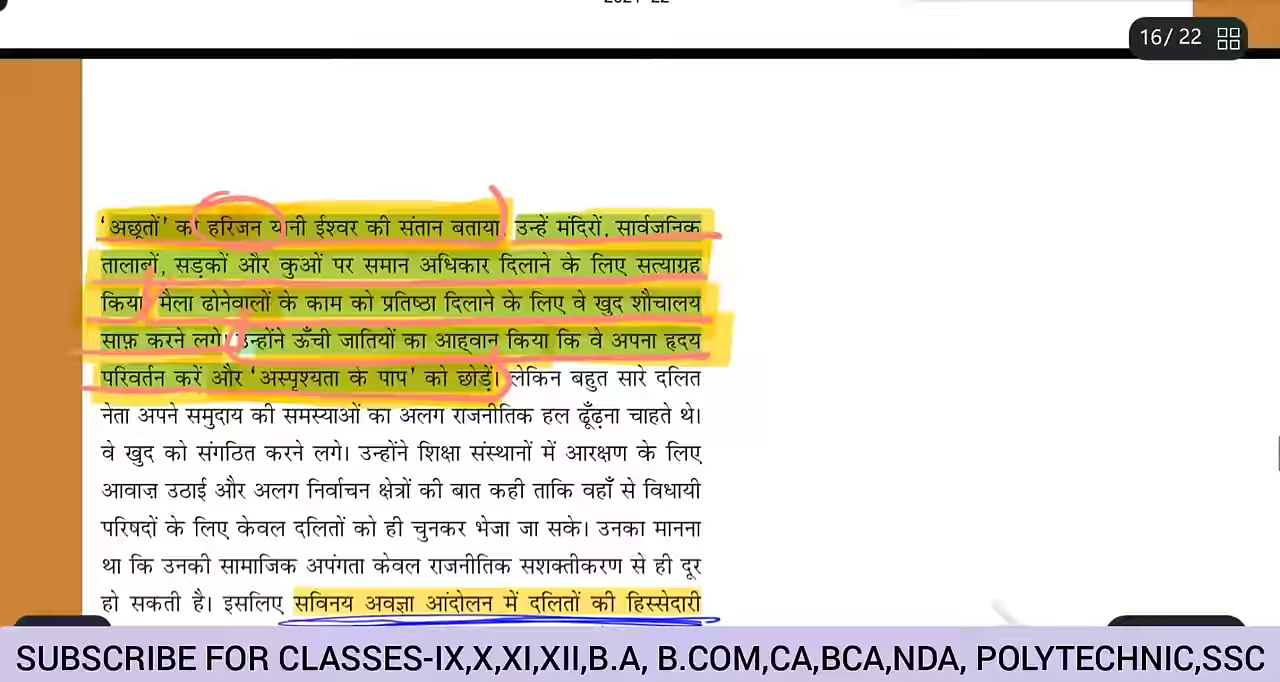 16/ 22
'अछूतों' को हरिजन यानी ईश्वर की संतान बताया, उन्हें मंदिरों, सार्वजनिक
तालाबों, सड़कों और कुओं पर समान अधिकार दिलाने के लिए सत्याग्रह
किया। मैला ढोनेवालों के काम को प्रतिष्ठा दिलाने के लिए वे खुद शौचालय
साफ़ करने लगे। उन्होंने ऊँची जातियों का आह्वान किया कि वे अपना हृदय
परिवर्तन करें और 'अस्पृश्यता के पाप' को छोड़ें। लेकिन बहुत सारे दलित
नेता अपने समुदाय की समस्याओं का अलग राजनीतिक हल ढूँढ़ना चाहते थे।
वे खुद को संगठित करने लगे। उन्होंने शिक्षा संस्थानों में आरक्षण के लिए
आवाज़ उठाई और अलग निर्वाचन क्षेत्रों की बात कही ताकि वहाँ से विधायी
परिषदों के लिए केवल दलितों को ही चुनकर भेजा जा सके। उनका मानना
था कि उनकी सामाजिक अपंगता केवल राजनीतिक सशक्तीकरण से ही दूर
हो सकती है। इसलिए सविनय अवज्ञा आंदोलन में दलितों की हिस्सेदारी
SUBSCRIBE FOR CLASSES-IX,X,XI,XII,B.A, B.COM,CA,BCA,NDA, POLYTECHNIC,SSC